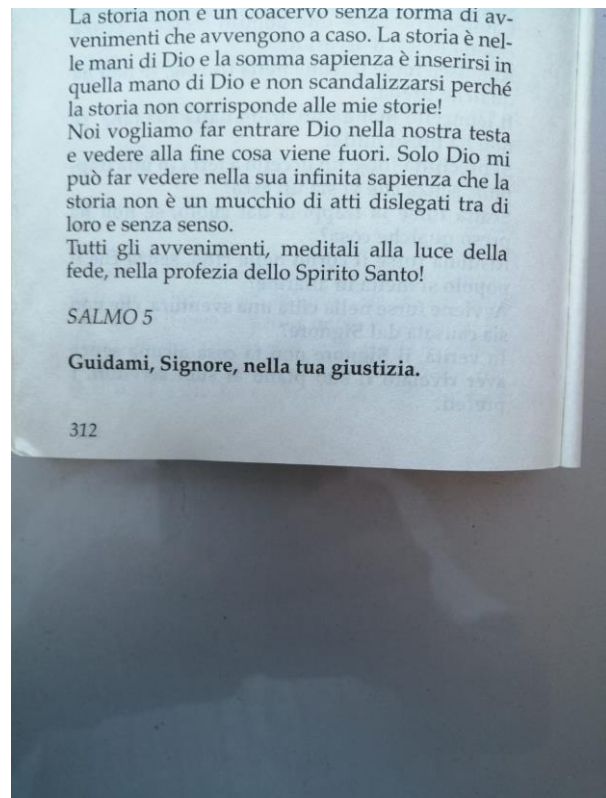 La storia non è un coacervo senza forma di av-
venimenti che avvengono a caso. La storia è nel-
le mani di Dio e la somma sapienza è inserirsi in
quella mano di Dio e non scandalizzarsi perché
la storia non corrisponde alle mie storie!
Noi vogliamo far entrare Dio nella nostra testa
e vedere alla fine cosa viene fuori. Solo Dio mi
può far vedere nella sua infinita sapienza che la
storia non è un mucchio di atti dislegati tra di
loro e senza senso.
Tutti gli avvenimenti, meditali alla luce della
fede, nella profezia dello Spirito Santo!
SALMO 5
Guidami, Signore, nella tua giustizia.
312